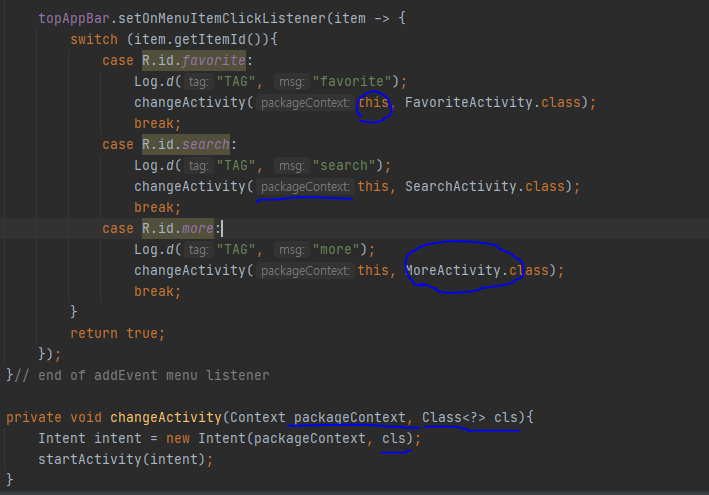 topAppBar.setOnMenuItemClickListener(item -> {
switch (item.getItemId()){
case R.id.favorite:
Log.d( tag: "TAG", msg: "favorite");
changeActivity( packageContext: this, FavoriteActivity.class);
break;
case R.id.search:
Log.d( tag: "TAG", msg: "search");
changeActivity( packageContext: this, SearchActivity.class);
break;
case R.id.more:
Log.d( tag: "TAG", msg: "more");
changeActivity( packageContext: this, MoreActivity.class);
break;
}
return true;
});
}// end of addEvent menu listener
private void changeActivity(Context packageContext, Class<?> cls){
Intent intent = new Intent(packageContext, cls);
startActivity(intent);
}